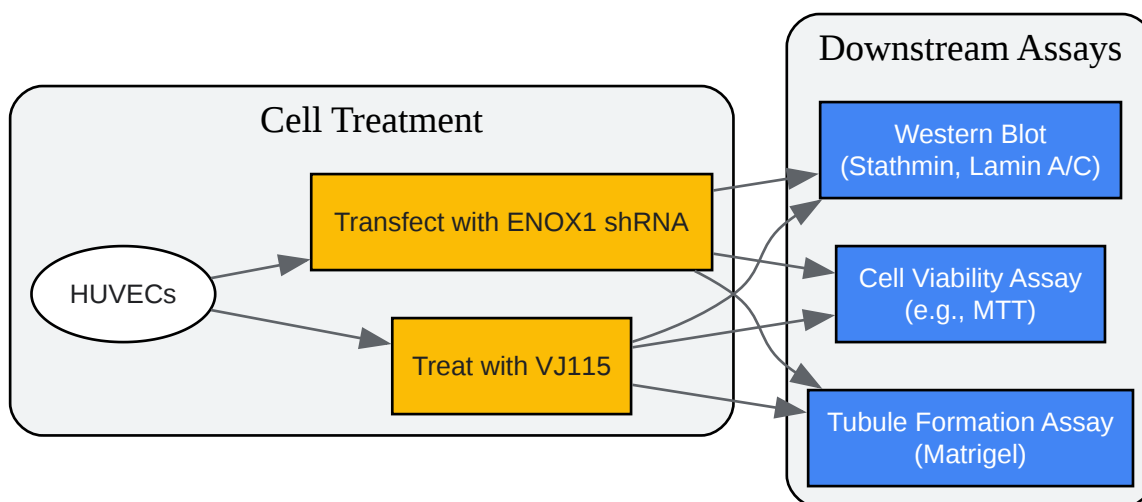 Cell Treatment
HUVECs
Transfect with ENOX1 shRNA
Treat with VJ115
Downstream Assays
Western Blot
(Stathmin, Lamin A/C)
Cell Viability Assay
(e.g., MTT)
Tubule Formation Assay
(Matrigel)